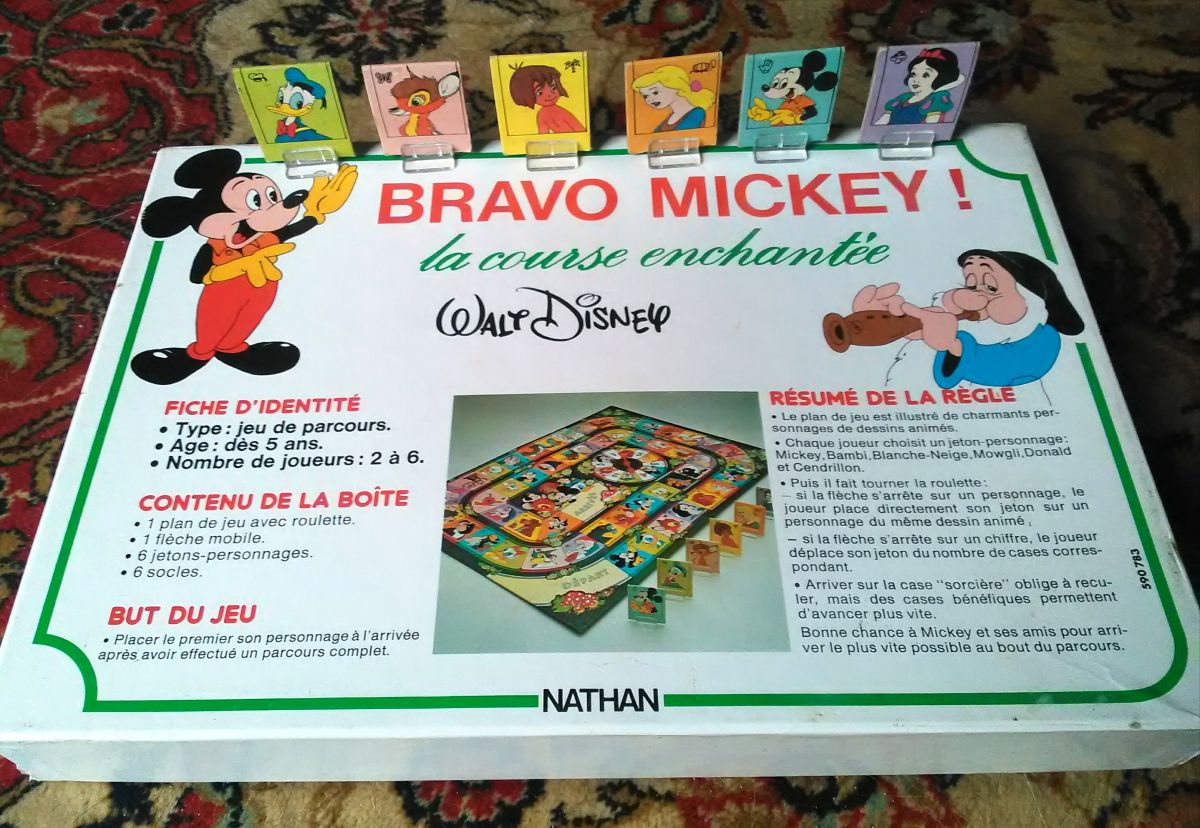 BRAVO MICKEY !
la course enchantée
WALT DISNEY
FICHE D'IDENTITÉ
• Type : jeu de parcours.
• Age : dès 5 ans.
• Nombre de joueurs : 2 à 6.
CONTENU DE LA BOÎTE
• 1 plan de jeu avec roulette.
• 1 flèche mobile.
• 6 jetons-personnages.
• 6 socles.
BUT DU JEU
• Placer le premier son personnage à l'arrivée
après avoir effectué un parcours complet.
DÉPART
RÉSUMÉ DE LA RÈGLE
• Le plan de jeu est illustré de charmants per-
sonnages de dessins animés.
• Chaque joueur choisit un jeton-personnage :
Mickey, Bambi, Blanche-Neige, Mowgli, Donald
et Cendrillon.
• Puis il fait tourner la roulette :
– si la flèche s'arrête sur un personnage, le
joueur place directement son jeton sur un
personnage du même dessin animé,
– si la flèche s'arrête sur un chiffre, le joueur
déplace son jeton du nombre de cases corres-
pondant.
• Arriver sur la case "sorcière" oblige à recu-
ler, mais des cases bénéfiques permettent
d'avancer plus vite.
Bonne chance à Mickey et ses amis pour arri-
ver le plus vite possible au bout du parcours.
590 783
NATHAN